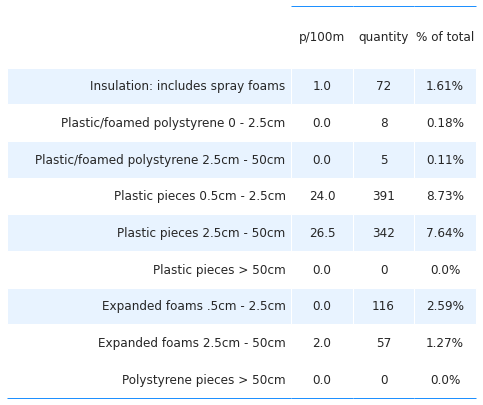 p/100m quantity % of total
Insulation: includes spray foams 1.0 72 1.61%
Plastic/foamed polystyrene 0 - 2.5cm 0.0 8 0.18%
Plastic/foamed polystyrene 2.5cm - 50cm 0.0 5 0.11%
Plastic pieces 0.5cm - 2.5cm 24.0 391 8.73%
Plastic pieces 2.5cm - 50cm 26.5 342 7.64%
Plastic pieces > 50cm 0.0 0 0.0%
Expanded foams .5cm - 2.5cm 0.0 116 2.59%
Expanded foams 2.5cm - 50cm 2.0 57 1.27%
Polystyrene pieces > 50cm 0.0 0 0.0%